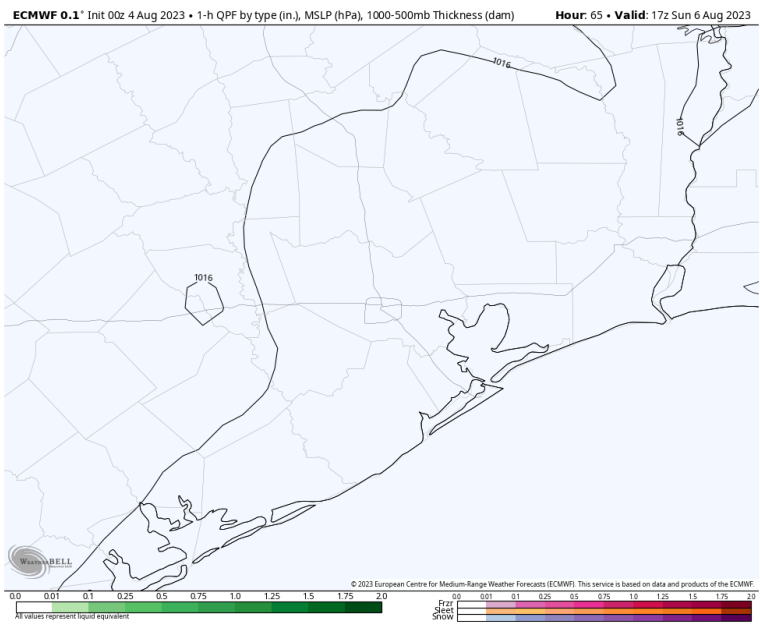 ECMWF 0.1° Init 00z 4 Aug 2023 • 1-h QPF by type (in.), MSLP (hPa), 1000-500mb Thickness (dam) Hour: 65 • Valid: 17z Sun 6 Aug 2023
1016
1016
1016
WEATHERBELL
© 2023 European Centre for Medium-Range Weather Forecasts (ECMWF). This service is based on data and products of the ECMWF.
0.0 0.01 0.1 0.25 0.5 0.75 1.0 1.25 1.5 1.75 2.0
All values represent liquid equivalent
0.0 0.01 0.1 0.25 0.5 0.75 1.0 1.25 1.5 1.75 2.0
Frzr
Sleet
Snow